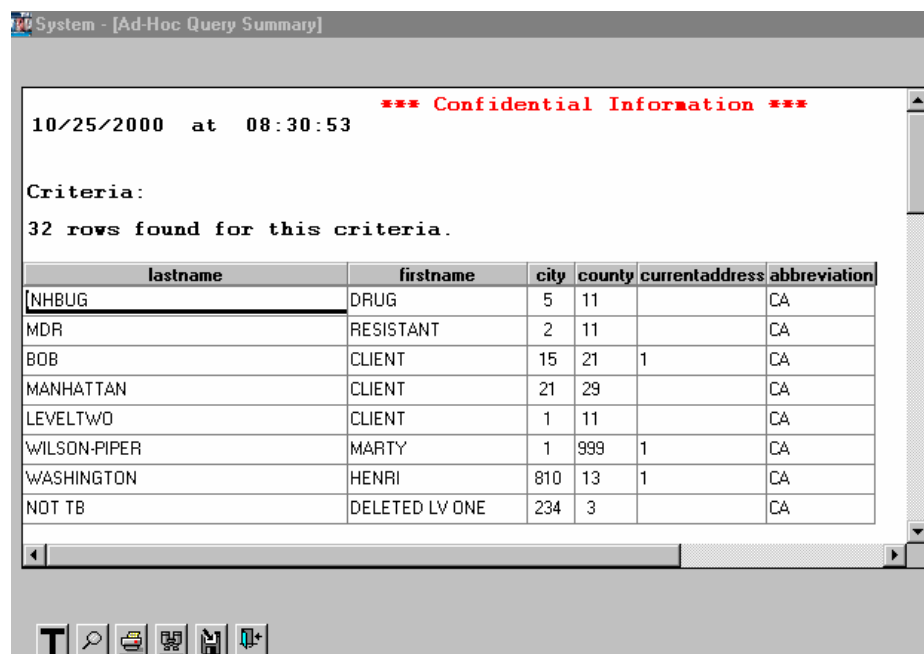 System - [Ad-Hoc Query Summary]
*** Confidential Information ***
10/25/2000 at 08:30:53
Criteria:
32 rows found for this criteria.
lastname firstname city county currentaddress abbreviation
NHBUG DRUG 5 11 CA
MDR RESISTANT 2 11 CA
BOB CLIENT 15 21 1 CA
MANHATTAN CLIENT 21 29 CA
LEVELTWO CLIENT 1 11 CA
WILSON-PIPER MARTY 1 999 1 CA
WASHINGTON HENRI 810 13 1 CA
NOT TB DELETED LV ONE 234 3 CA
T